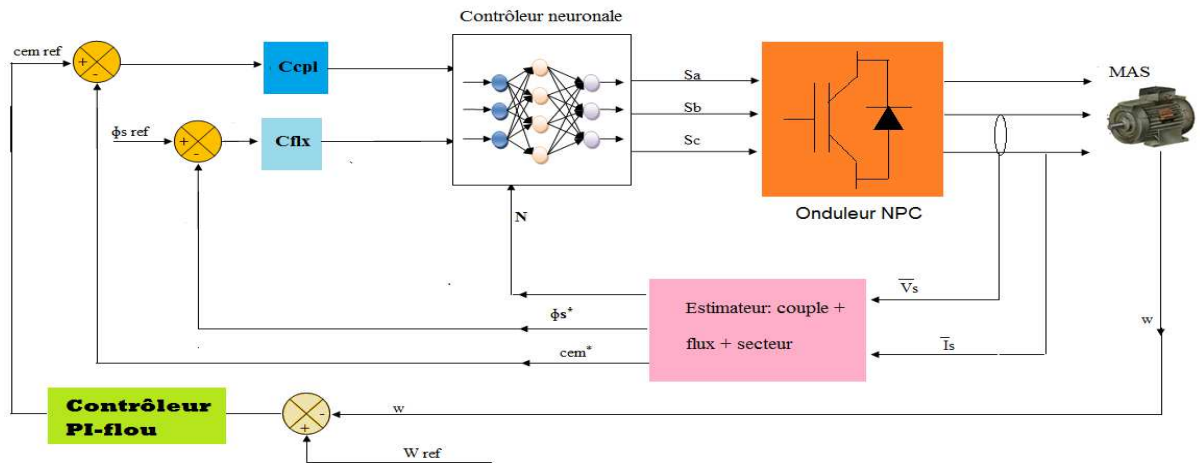 Contrôleur neuronale
cem ref
+
-
Ccpl
Sa
MAS
ϕs ref
+
-
Cflx
Sb
Sc
Onduleur NPC
N
Vs
Estimateur: couple +
flux + secteur
ϕs*
w
Is
cem*
Contrôleur
PI-flou
-
+
w
W ref